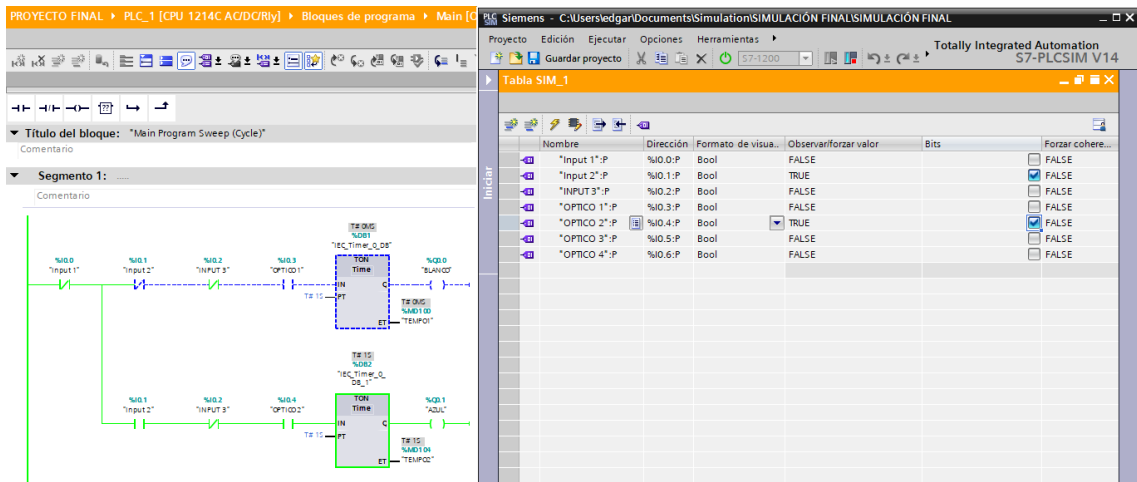 PROYECTO FINAL ▸ PLC_1 [CPU 1214C AC/DC/Rly] ▸ Bloques de programa ▸ Main [O
Título del bloque: "Main Program Sweep (Cycle)"
Comentario
Segmento 1: .....
Comentario
T# 0MS
%DB1
"IEC_Timer_0_DB"
%I0.0 %I0.1 %I0.2 %I0.3 TON %Q0.0
"Input 1" "Input 2" "INPUT 3" "OPTICO 1" Time "BLANCO"
IN Q
T# 1S PT T# 0MS
%MD100
ET "TEMPO1"
T# 1S
%DB2
"IEC_Timer_0_
DB_1"
%I0.1 %I0.2 %I0.4 TON %Q0.1
"Input 2" "INPUT 3" "OPTICO 2" Time "AZUL"
IN Q
T# 1S PT T# 1S
%MD104
ET "TEMPO2"
PLC SIM Siemens - C:\Users\edgar\Documents\Simulation\SIMULACIÓN FINAL\SIMULACIÓN FINAL
Proyecto Edición Ejecutar Opciones Herramientas
Totally Integrated Automation
S7-PLCSIM V14
Guardar proyecto S7-1200
Tabla SIM_1
Iniciar
Nombre Dirección Formato de visua.. Observar/forzar valor Bits Forzar cohere...
"Input 1":P %I0.0:P Bool FALSE FALSE
"Input 2":P %I0.1:P Bool TRUE FALSE
"INPUT 3":P %I0.2:P Bool FALSE FALSE
"OPTICO 1":P %I0.3:P Bool FALSE FALSE
"OPTICO 2":P %I0.4:P Bool TRUE FALSE
"OPTICO 3":P %I0.5:P Bool FALSE FALSE
"OPTICO 4":P %I0.6:P Bool FALSE FALSE